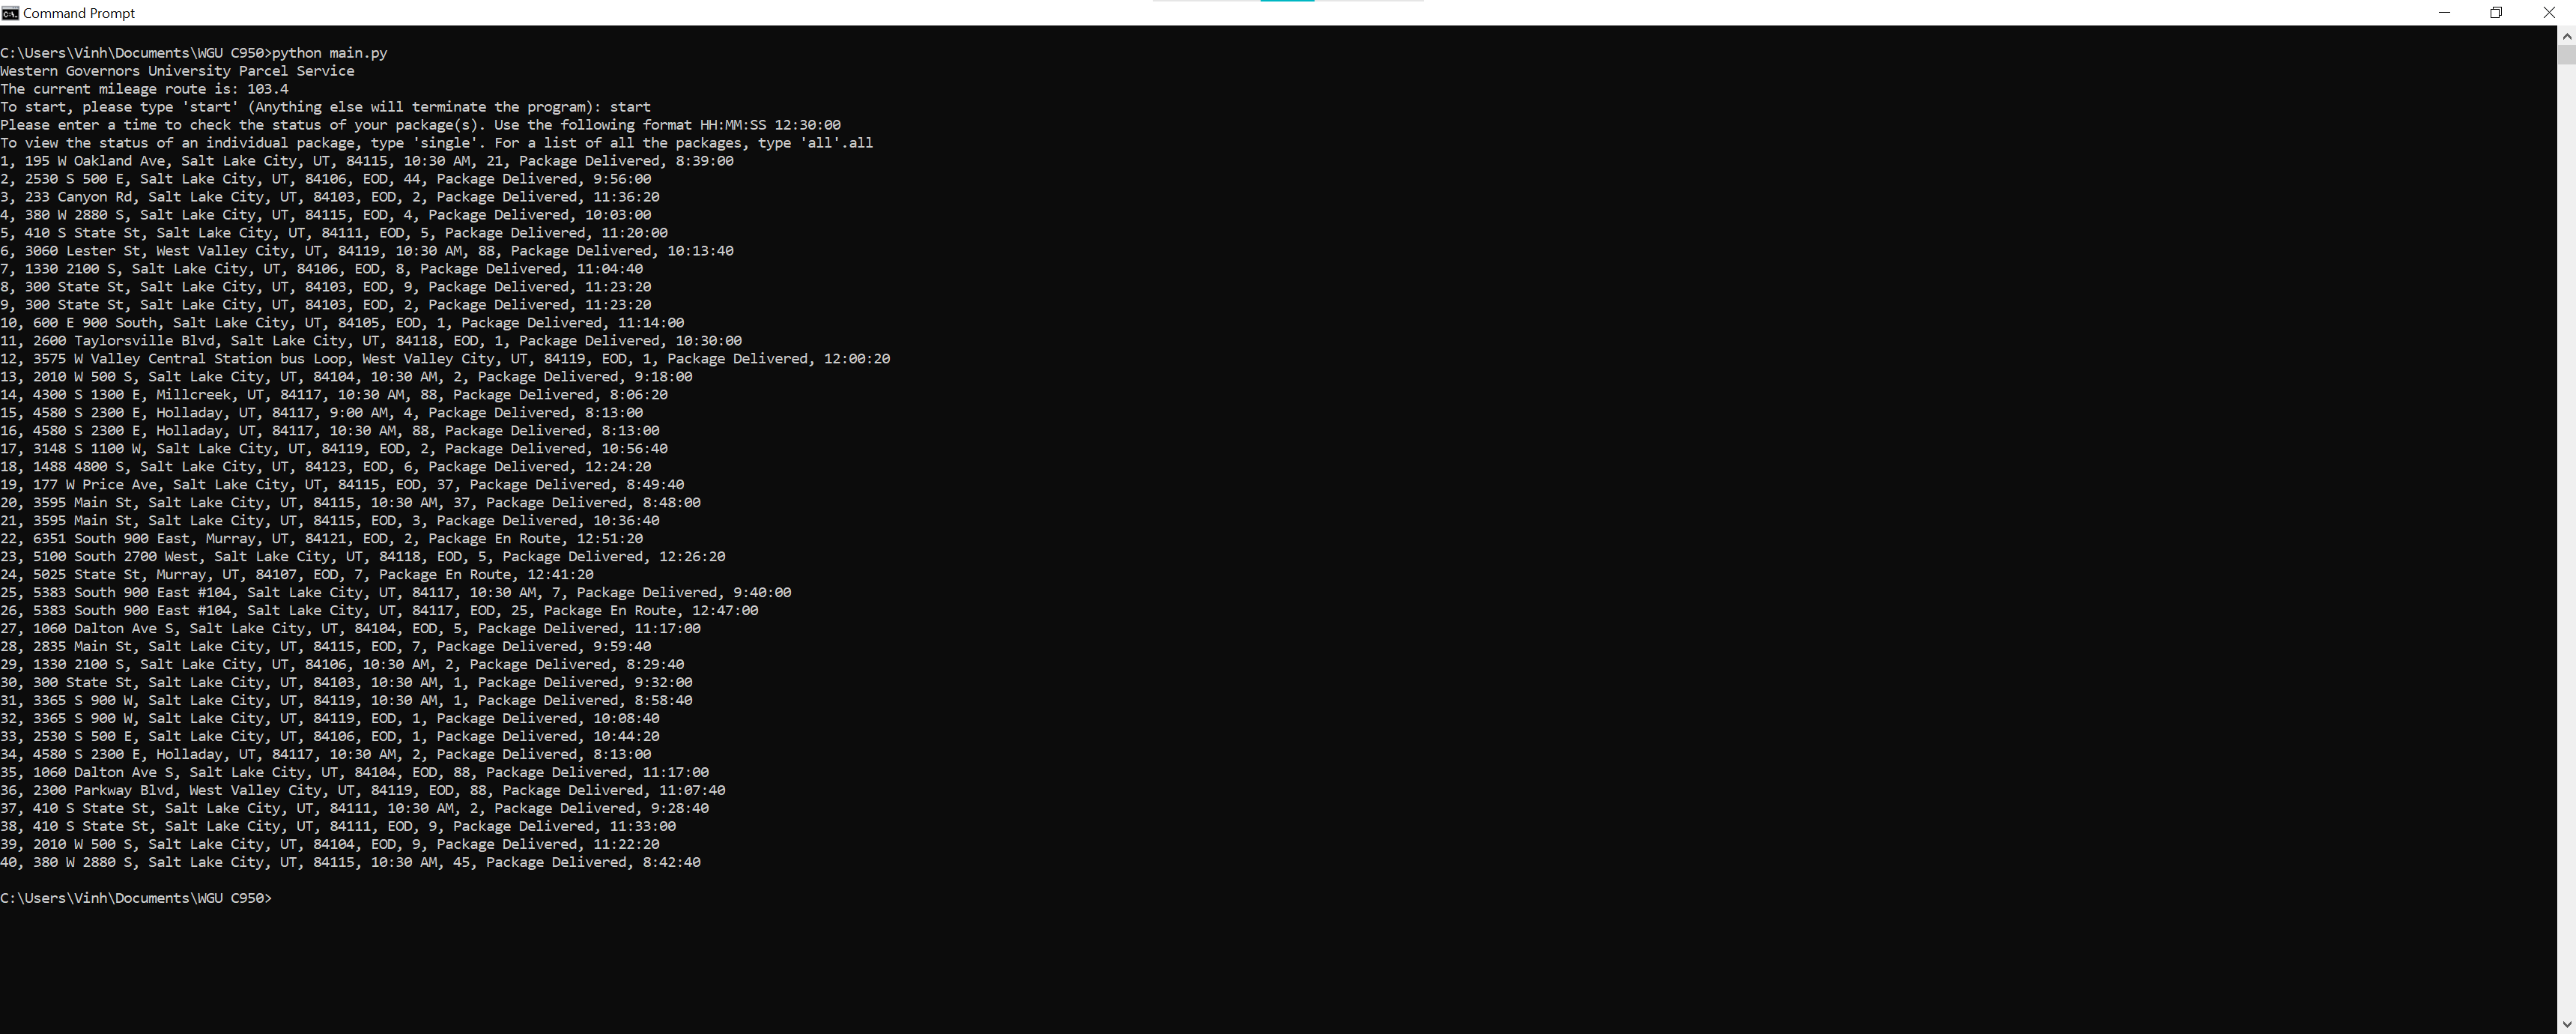 Command Prompt
C:\Users\Vinh\Documents\WGU C950>python main.py
Western Governors University Parcel Service
The current mileage route is: 103.4
To start, please type 'start' (Anything else will terminate the program): start
Please enter a time to check the status of your package(s). Use the following format HH:MM:SS 12:30:00
To view the status of an individual package, type 'single'. For a list of all the packages, type 'all'.all
1, 195 W Oakland Ave, Salt Lake City, UT, 84115, 10:30 AM, 21, Package Delivered, 8:39:00
2, 2530 S 500 E, Salt Lake City, UT, 84106, EOD, 44, Package Delivered, 9:56:00
3, 233 Canyon Rd, Salt Lake City, UT, 84103, EOD, 2, Package Delivered, 11:36:20
4, 380 W 2880 S, Salt Lake City, UT, 84115, EOD, 4, Package Delivered, 10:03:00
5, 410 S State St, Salt Lake City, UT, 84111, EOD, 5, Package Delivered, 11:20:00
6, 3060 Lester St, West Valley City, UT, 84119, 10:30 AM, 88, Package Delivered, 10:13:40
7, 1330 2100 S, Salt Lake City, UT, 84106, EOD, 8, Package Delivered, 11:04:40
8, 300 State St, Salt Lake City, UT, 84103, EOD, 9, Package Delivered, 11:23:20
9, 300 State St, Salt Lake City, UT, 84103, EOD, 2, Package Delivered, 11:23:20
10, 600 E 900 South, Salt Lake City, UT, 84105, EOD, 1, Package Delivered, 11:14:00
11, 2600 Taylorsville Blvd, Salt Lake City, UT, 84118, EOD, 1, Package Delivered, 10:30:00
12, 3575 W Valley Central Station bus Loop, West Valley City, UT, 84119, EOD, 1, Package Delivered, 12:00:20
13, 2010 W 500 S, Salt Lake City, UT, 84104, 10:30 AM, 2, Package Delivered, 9:18:00
14, 4300 S 1300 E, Millcreek, UT, 84117, 10:30 AM, 88, Package Delivered, 8:06:20
15, 4580 S 2300 E, Holladay, UT, 84117, 9:00 AM, 4, Package Delivered, 8:13:00
16, 4580 S 2300 E, Holladay, UT, 84117, 10:30 AM, 88, Package Delivered, 8:13:00
17, 3148 S 1100 W, Salt Lake City, UT, 84119, EOD, 2, Package Delivered, 10:56:40
18, 1488 4800 S, Salt Lake City, UT, 84123, EOD, 6, Package Delivered, 12:24:20
19, 177 W Price Ave, Salt Lake City, UT, 84115, EOD, 37, Package Delivered, 8:49:40
20, 3595 Main St, Salt Lake City, UT, 84115, 10:30 AM, 37, Package Delivered, 8:48:00
21, 3595 Main St, Salt Lake City, UT, 84115, EOD, 3, Package Delivered, 10:36:40
22, 6351 South 900 East, Murray, UT, 84121, EOD, 2, Package En Route, 12:51:20
23, 5100 South 2700 West, Salt Lake City, UT, 84118, EOD, 5, Package Delivered, 12:26:20
24, 5025 State St, Murray, UT, 84107, EOD, 7, Package En Route, 12:41:20
25, 5383 South 900 East #104, Salt Lake City, UT, 84117, 10:30 AM, 7, Package Delivered, 9:40:00
26, 5383 South 900 East #104, Salt Lake City, UT, 84117, EOD, 25, Package En Route, 12:47:00
27, 1060 Dalton Ave S, Salt Lake City, UT, 84104, EOD, 5, Package Delivered, 11:17:00
28, 2835 Main St, Salt Lake City, UT, 84115, EOD, 7, Package Delivered, 9:59:40
29, 1330 2100 S, Salt Lake City, UT, 84106, 10:30 AM, 2, Package Delivered, 8:29:40
30, 300 State St, Salt Lake City, UT, 84103, 10:30 AM, 1, Package Delivered, 9:32:00
31, 3365 S 900 W, Salt Lake City, UT, 84119, 10:30 AM, 1, Package Delivered, 8:58:40
32, 3365 S 900 W, Salt Lake City, UT, 84119, EOD, 1, Package Delivered, 10:08:40
33, 2530 S 500 E, Salt Lake City, UT, 84106, EOD, 1, Package Delivered, 10:44:20
34, 4580 S 2300 E, Holladay, UT, 84117, 10:30 AM, 2, Package Delivered, 8:13:00
35, 1060 Dalton Ave S, Salt Lake City, UT, 84104, EOD, 88, Package Delivered, 11:17:00
36, 2300 Parkway Blvd, West Valley City, UT, 84119, EOD, 88, Package Delivered, 11:07:40
37, 410 S State St, Salt Lake City, UT, 84111, 10:30 AM, 2, Package Delivered, 9:28:40
38, 410 S State St, Salt Lake City, UT, 84111, EOD, 9, Package Delivered, 11:33:00
39, 2010 W 500 S, Salt Lake City, UT, 84104, EOD, 9, Package Delivered, 11:22:20
40, 380 W 2880 S, Salt Lake City, UT, 84115, 10:30 AM, 45, Package Delivered, 8:42:40
C:\Users\Vinh\Documents\WGU C950>